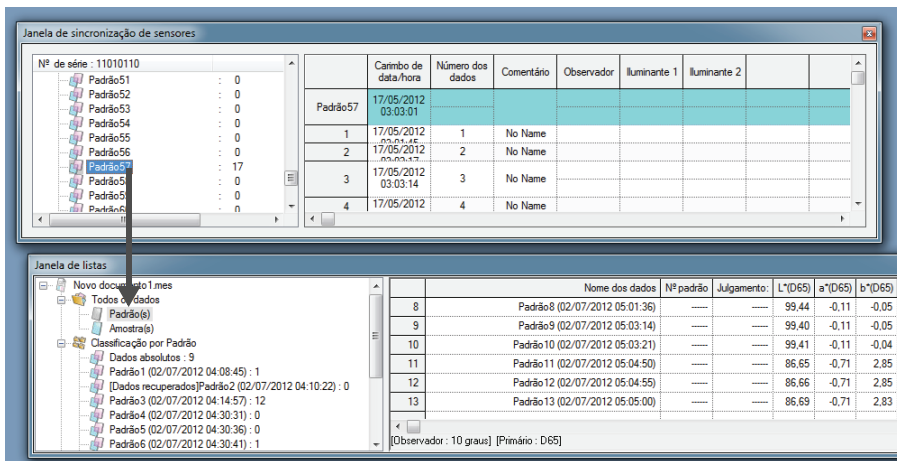 Janela de sincronização de sensores
Nº de série : 11010110
Padrão51 : 0
Padrão52 : 0
Padrão53 : 0
Padrão54 : 0
Padrão55 : 0
Padrão56 : 0
Padrão57 : 17
Padrão5 : 0
Padrão5 : 0
Padrão6 : 0
Carimbo de data/hora Número dos dados Comentário Observador Iluminante 1 Iluminante 2
Padrão57 17/05/2012 03:03:01
1 17/05/2012 1 No Name
2 17/05/2012 2 No Name
3 17/05/2012 03:03:14 3 No Name
4 17/05/2012 4 No Name
Janela de listas
Novo documento1.mes
Todos os dados
Padrão(s)
Amostra(s)
Classificação por Padrão
Dados absolutos : 9
Padrão1 (02/07/2012 04:08:45) : 1
[Dados recuperados]Padrão2 (02/07/2012 04:10:22) : 0
Padrão3 (02/07/2012 04:14:57) : 12
Padrão4 (02/07/2012 04:30:31) : 0
Padrão5 (02/07/2012 04:30:36) : 0
Padrão6 (02/07/2012 04:30:41) : 1
Nome dos dados Nº padrão Julgamento: L*(D65) a*(D65) b*(D65)
8 Padrão8 (02/07/2012 05:01:36) ------ ------ 99,44 -0,11 -0,05
9 Padrão9 (02/07/2012 05:03:14) ------ ------ 99,40 -0,11 -0,05
10 Padrão10 (02/07/2012 05:03:21) ------ ------ 99,41 -0,11 -0,04
11 Padrão11 (02/07/2012 05:04:50) ------ ------ 86,65 -0,71 2,85
12 Padrão12 (02/07/2012 05:04:55) ------ ------ 86,66 -0,71 2,85
13 Padrão13 (02/07/2012 05:05:00) ------ ------ 86,69 -0,71 2,83
[Observador : 10 graus] [Primário : D65]